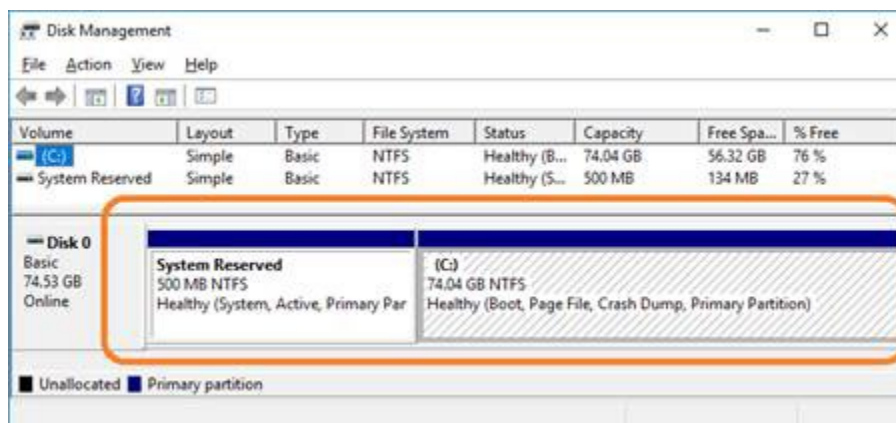 Disk Management
File Action View Help
Volume Layout Type File System Status Capacity Free Spa... % Free
(C:) Simple Basic NTFS Healthy (B... 74.04 GB 56.32 GB 76 %
System Reserved Simple Basic NTFS Healthy (S... 500 MB 134 MB 27 %
Disk 0
Basic
74.53 GB
Online
System Reserved
500 MB NTFS
Healthy (System, Active, Primary Par
(C:)
74.04 GB NTFS
Healthy (Boot, Page File, Crash Dump, Primary Partition)
Unallocated Primary partition